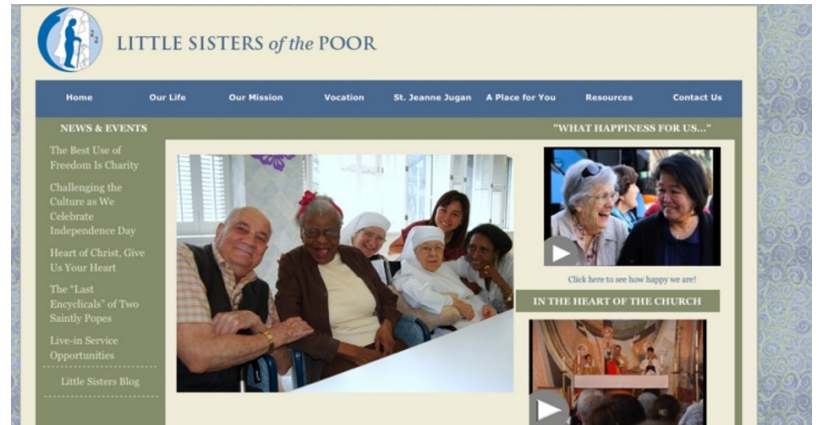 LITTLE SISTERS of the POOR
Home Our Life Our Mission Vocation St. Jeanne Jugan A Place for You Resources Contact Us
NEWS & EVENTS
The Best Use of
Freedom Is Charity
Challenging the
Culture as We
Celebrate
Independence Day
Heart of Christ, Give
Us Your Heart
The “Last
Encyclicals” of Two
Saintly Popes
Live-in Service
Opportunities
Little Sisters Blog
"WHAT HAPPINESS FOR US..."
Click here to see how happy we are!
IN THE HEART OF THE CHURCH